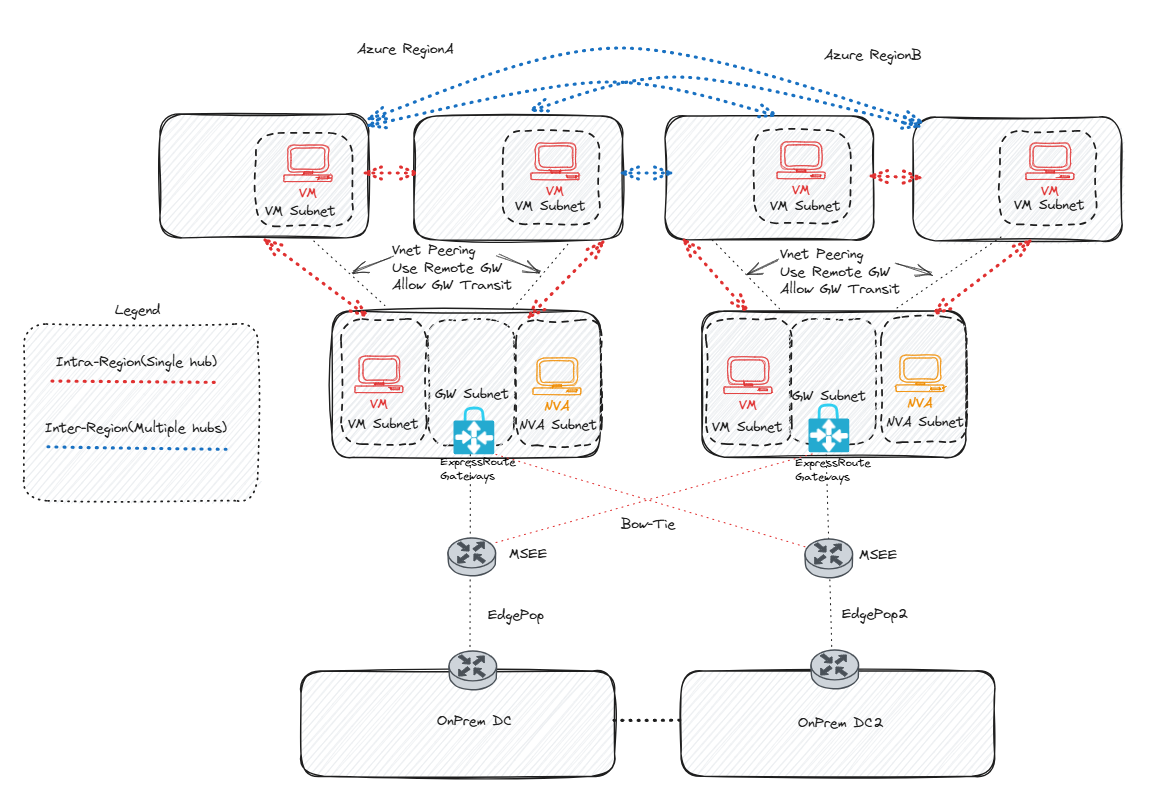 Azure RegionA
Azure RegionB
VM
VM Subnet
VM
VM Subnet
VM
VM Subnet
VM
VM Subnet
Vnet Peering
Use Remote GW
Allow GW Transit
Vnet Peering
Use Remote GW
Allow GW Transit
Legend
Intra-Region(Single hub)
Inter-Region(Multiple hubs)
VM
VM Subnet
GW Subnet
NVA
NVA Subnet
ExpressRoute
Gateways
VM
VM Subnet
GW Subnet
NVA
NVA Subnet
ExpressRoute
Gateways
Bow-Tie
MSEE
MSEE
EdgePop
EdgePop2
OnPrem DC
OnPrem DC2